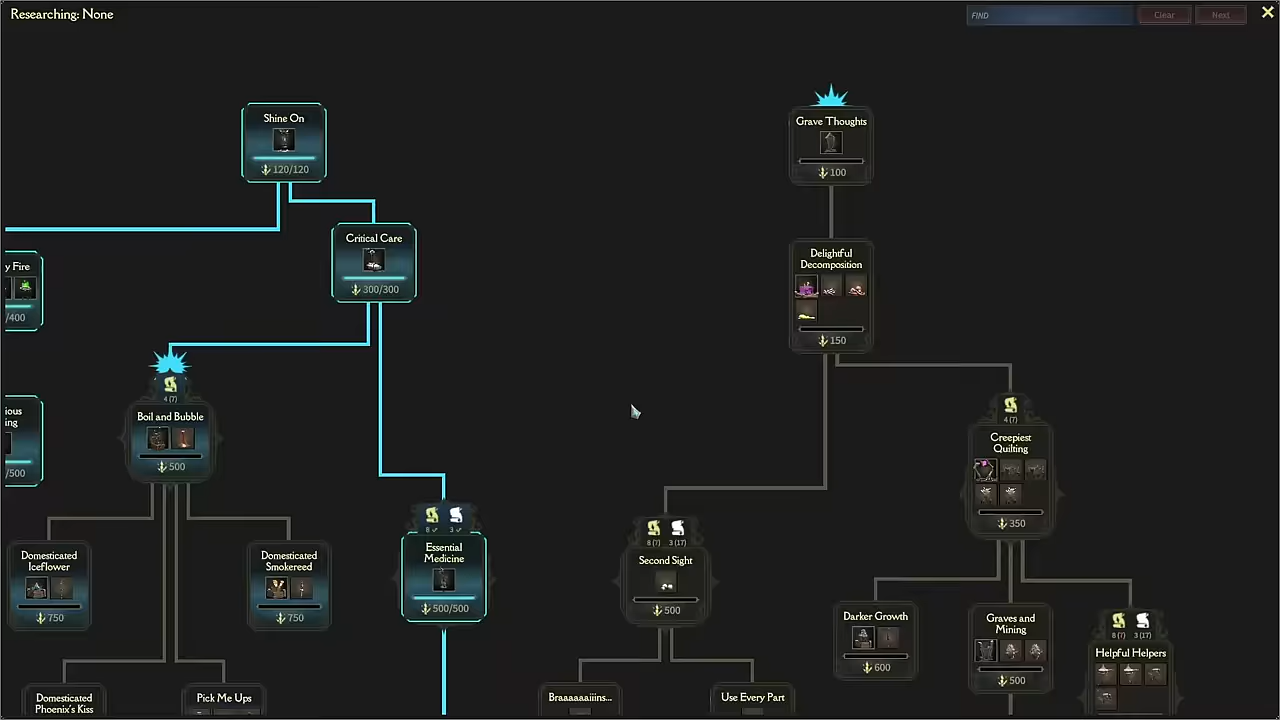 Researching: None
FIND
Clear
Next
Shine On
120/120
Grave Thoughts
100
Critical Care
300/300
Delightful
Decomposition
150
y Fire
/400
4 (7)
Boil and Bubble
500
ious
ing
/500
4 (7)
Creepiest
Quilting
350
8
3
Essential
Medicine
500/500
8 (7)
3 (17)
Second Sight
500
Domesticated
Iceflower
750
Domesticated
Smokereed
750
Darker Growth
600
Graves and
Mining
500
8 (7)
3 (17)
Helpful Helpers
Domesticated
Phoenix's Kiss
Pick Me Ups
Braaaaaaiiins...
Use Every Part